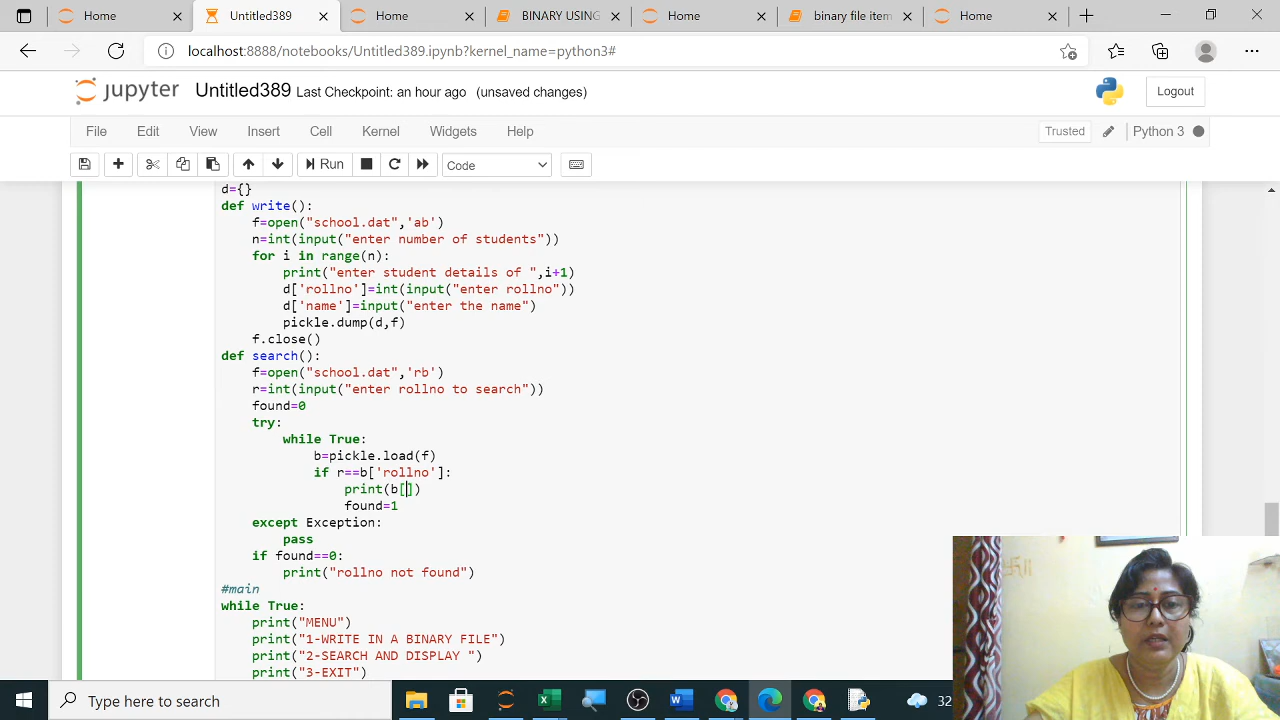 Untitled389
Home
BINARY USING
Home
binary file item
Home
localhost:8888/notebooks/Untitled389.ipynb?kernel_name=python3#
jupyter Untitled389 Last Checkpoint: an hour ago (unsaved changes)
Logout
File Edit View Insert Cell Kernel Widgets Help
Trusted
Python 3
Run
Code
d={}
def write():
    f=open("school.dat",'ab')
    n=int(input("enter number of students"))
    for i in range(n):
        print("enter student details of ",i+1)
        d['rollno']=int(input("enter rollno"))
        d['name']=input("enter the name")
        pickle.dump(d,f)
    f.close()
def search():
    f=open("school.dat",'rb')
    r=int(input("enter rollno to search"))
    found=0
    try:
        while True:
            b=pickle.load(f)
            if r==b['rollno']:
                print(b[])
                found=1
    except Exception:
        pass
    if found==0:
        print("rollno not found")
#main
while True:
    print("MENU")
    print("1-WRITE IN A BINARY FILE")
    print("2-SEARCH AND DISPLAY ")
    print("3-EXIT")
Type here to search
32